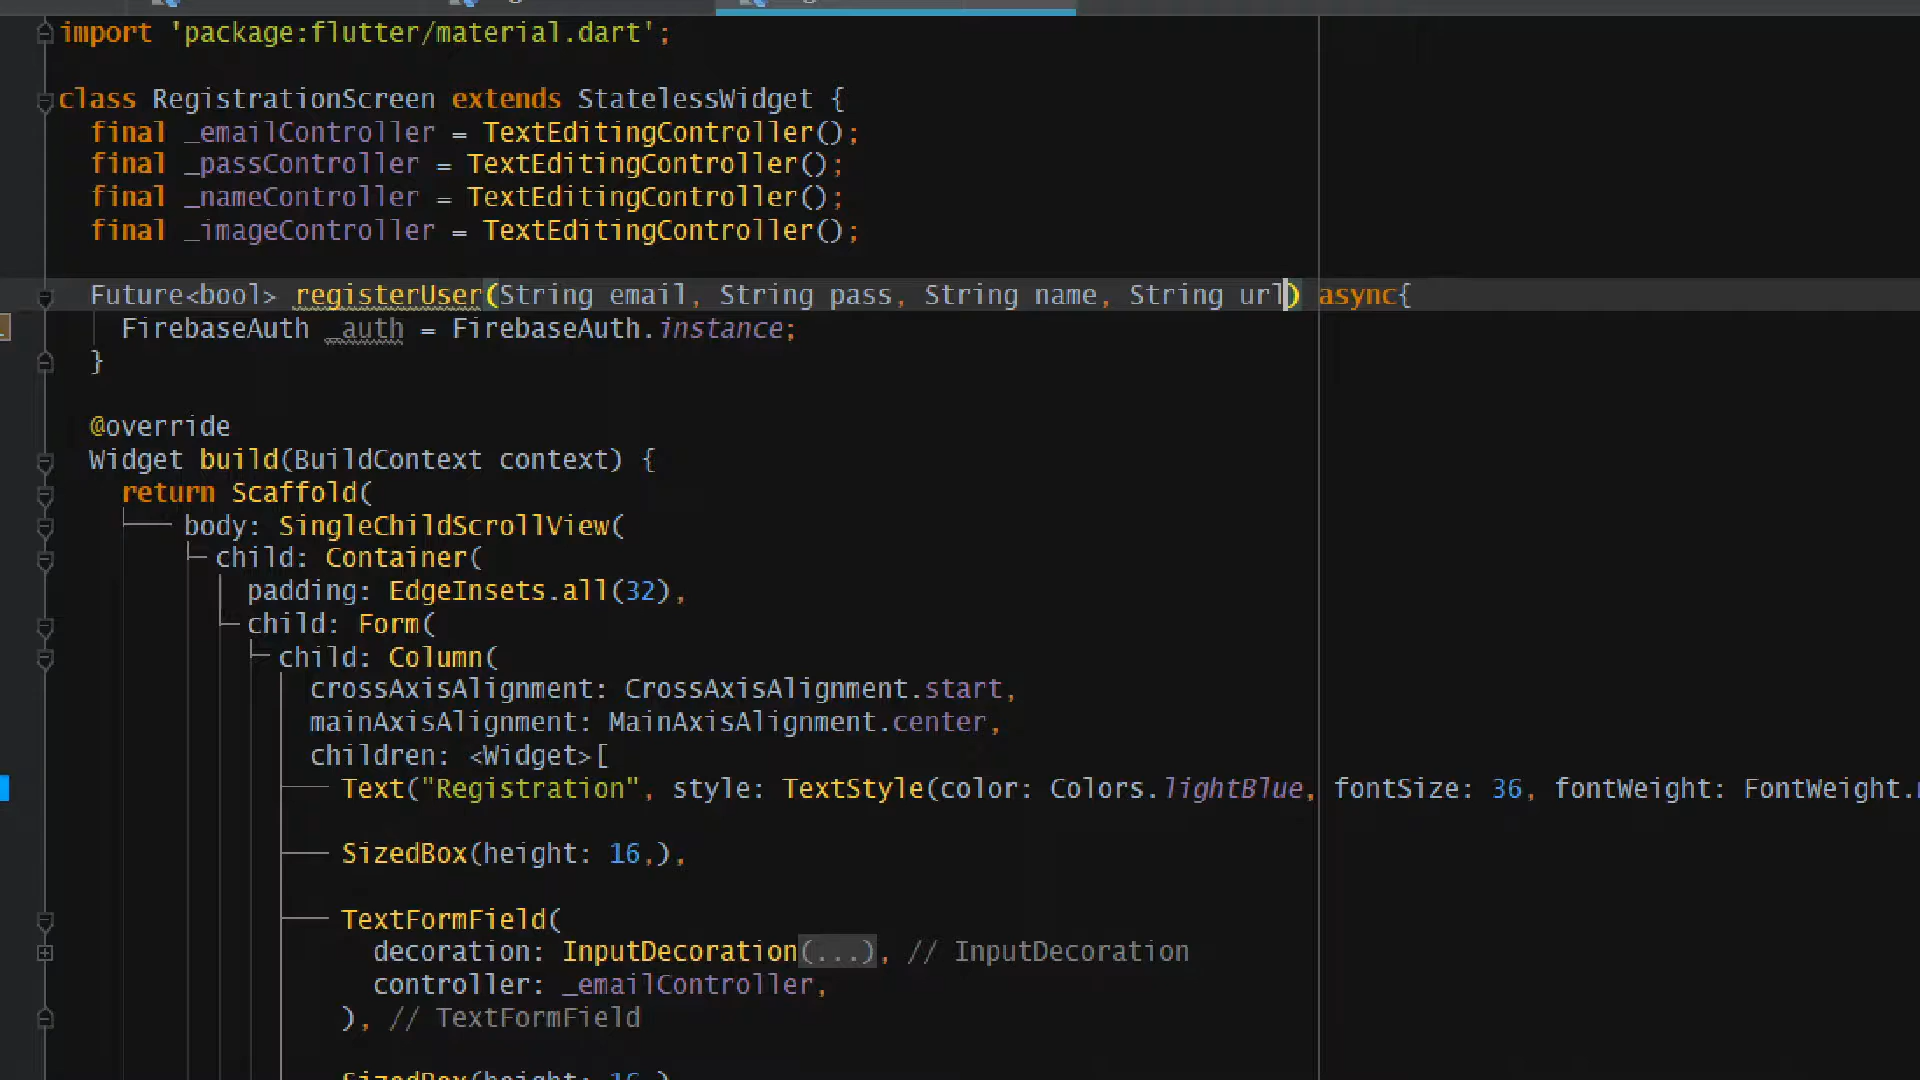 import 'package:flutter/material.dart';
class RegistrationScreen extends StatelessWidget {
final _emailController = TextEditingController();
final _passController = TextEditingController();
final _nameController = TextEditingController();
final _imageController = TextEditingController();
Future<bool> registerUser(String email, String pass, String name, String url) async{
FirebaseAuth _auth = FirebaseAuth.instance;
}
@override
Widget build(BuildContext context) {
return Scaffold(
body: SingleChildScrollView(
child: Container(
padding: EdgeInsets.all(32),
child: Form(
child: Column(
crossAxisAlignment: CrossAxisAlignment.start,
mainAxisAlignment: MainAxisAlignment.center,
children: <Widget>[
Text("Registration", style: TextStyle(color: Colors.lightBlue, fontSize: 36, fontWeight: FontWeight.
SizedBox(height: 16,),
TextFormField(
decoration: InputDecoration(...), // InputDecoration
controller: _emailController,
), // TextFormField
SizedBox(height: 16,)